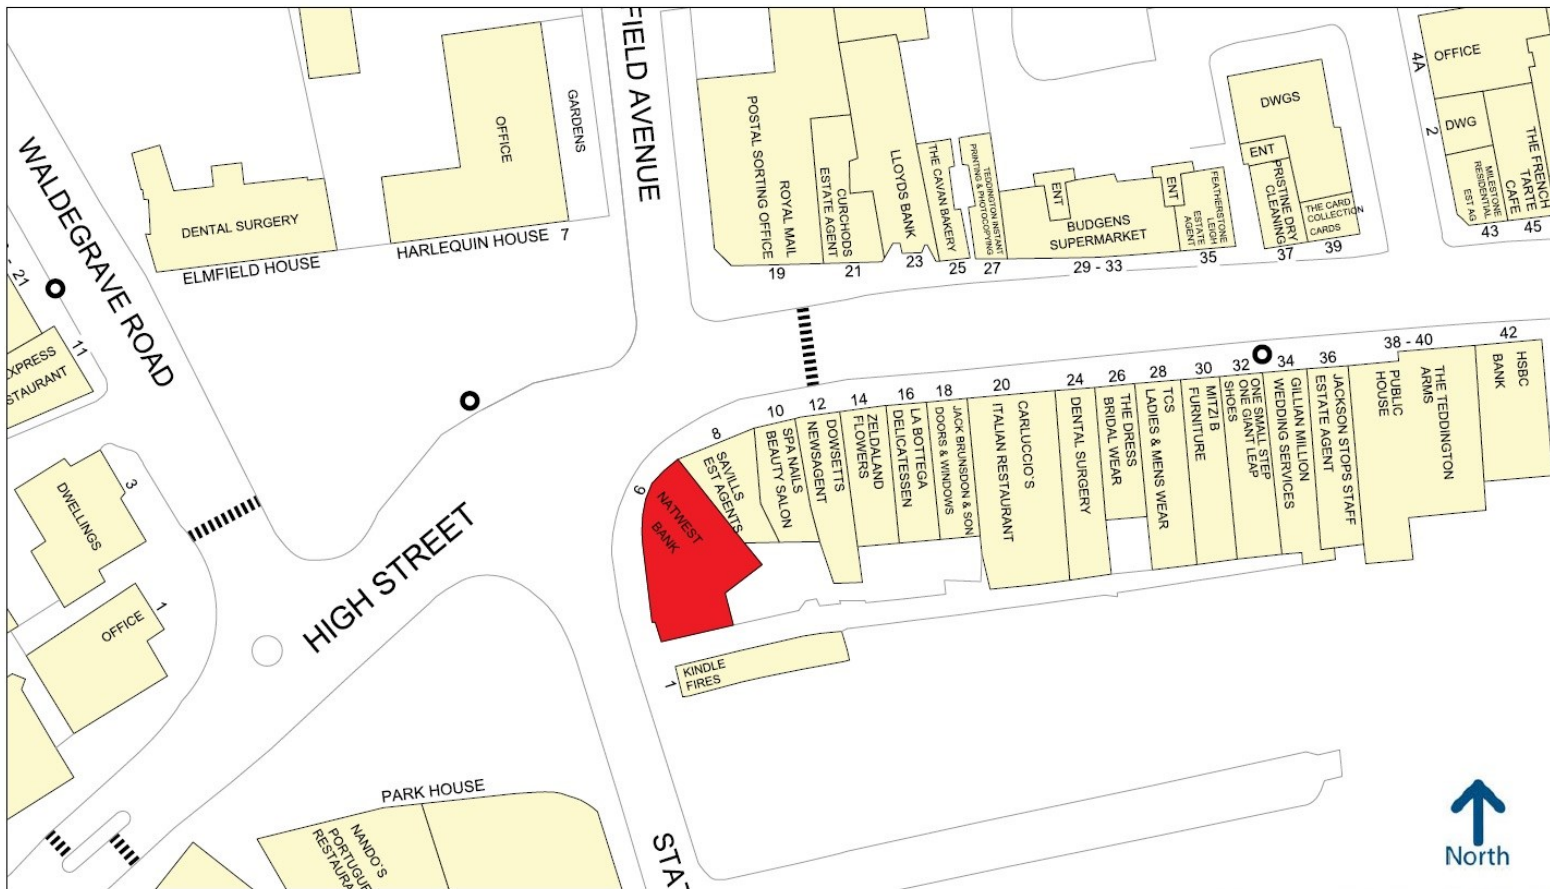 WALDEGRAVE ROAD
FIELD AVENUE
HIGH STREET
DENTAL SURGERY
ELMFIELD HOUSE
HARLEQUIN HOUSE 7
OFFICE
GARDENS
21
11
EXPRESS
3
DWELLINGS
OFFICE
1
ROYAL MAIL
POSTAL SORTING OFFICE
19
CURCHODS
ESTATE AGENT
21
LLOYDS BANK
23
THE CAVAN BAKERY
25
TEDDINGTON INSTANT
PRINTING & PHOTOCOPYING
27
ENT
BUDGENS
SUPERMARKET
29 - 33
ENT
FEATHERSTONE
LEIGH
ESTATE
AGENT
35
DWGS
ENT
PRISTINE DRY
CLEANING
37
THE CARD
COLLECTION
CARDS
39
4A
OFFICE
2
DWG
MILESTONE
RESIDENTIAL
EST AG
43
THE FRENCH
TARTE
CAFE
45
6
NATWEST
BANK
8
SAVILLS
EST AGENTS
10
SPA NAILS
BEAUTY SALON
12
DOWSETTS
NEWSAGENT
14
ZELDALAND
FLOWERS
16
LA BOTTEGA
DELICATESSEN
18
JACK BRUNSDON & SON
DOORS & WINDOWS
20
CARLUCCIO'S
ITALIAN RESTAURANT
24
DENTAL SURGERY
26
THE DRESS
BRIDAL WEAR
28
TCS
LADIES & MENS WEAR
30
MITZI B
FURNITURE
32
ONE SMALL STEP
ONE GIANT LEAP
SHOES
34
GILLIAN MILLION
WEDDING SERVICES
36
JACKSON STOPS STAFF
ESTATE AGENT
38 - 40
THE TEDDINGTON
ARMS
PUBLIC
HOUSE
42
HSBC
BANK
1
KINDLE
FIRES
PARK HOUSE
NANDO'S
North